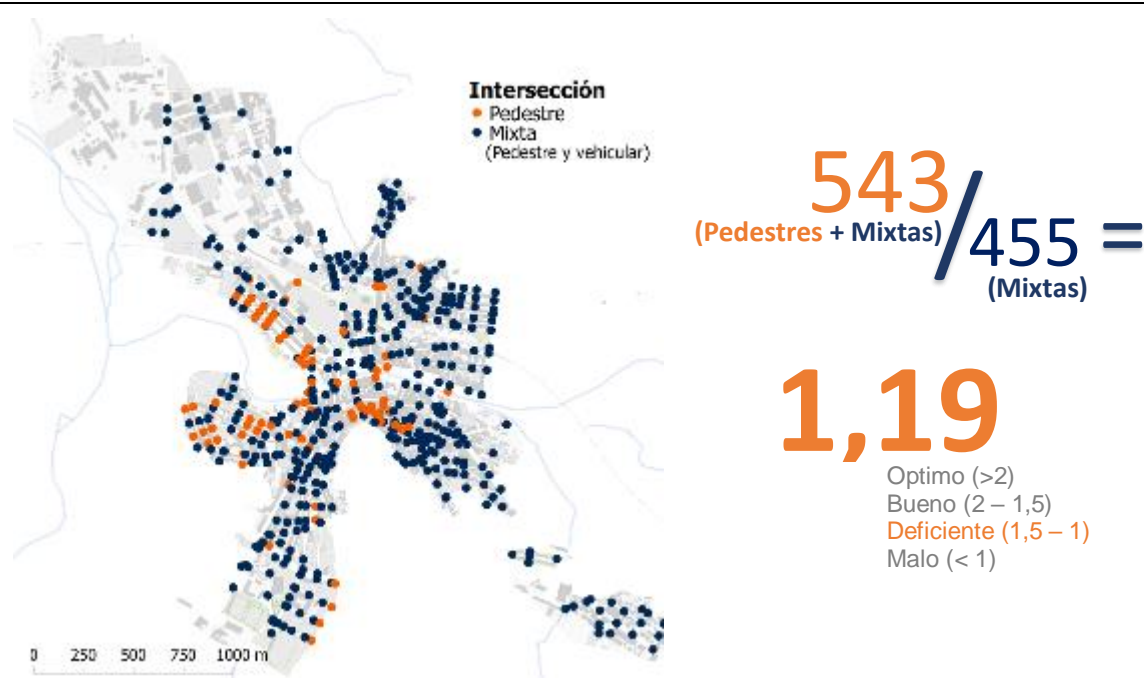 Intersección
Pedestre
Mixta
(Pedestre y vehicular)
543
(Pedestres + Mixtas)
/
455 =
(Mixtas)
1,19
Optimo (>2)
Bueno (2 – 1,5)
Deficiente (1,5 – 1)
Malo (< 1)
0 250 500 750 1000 m